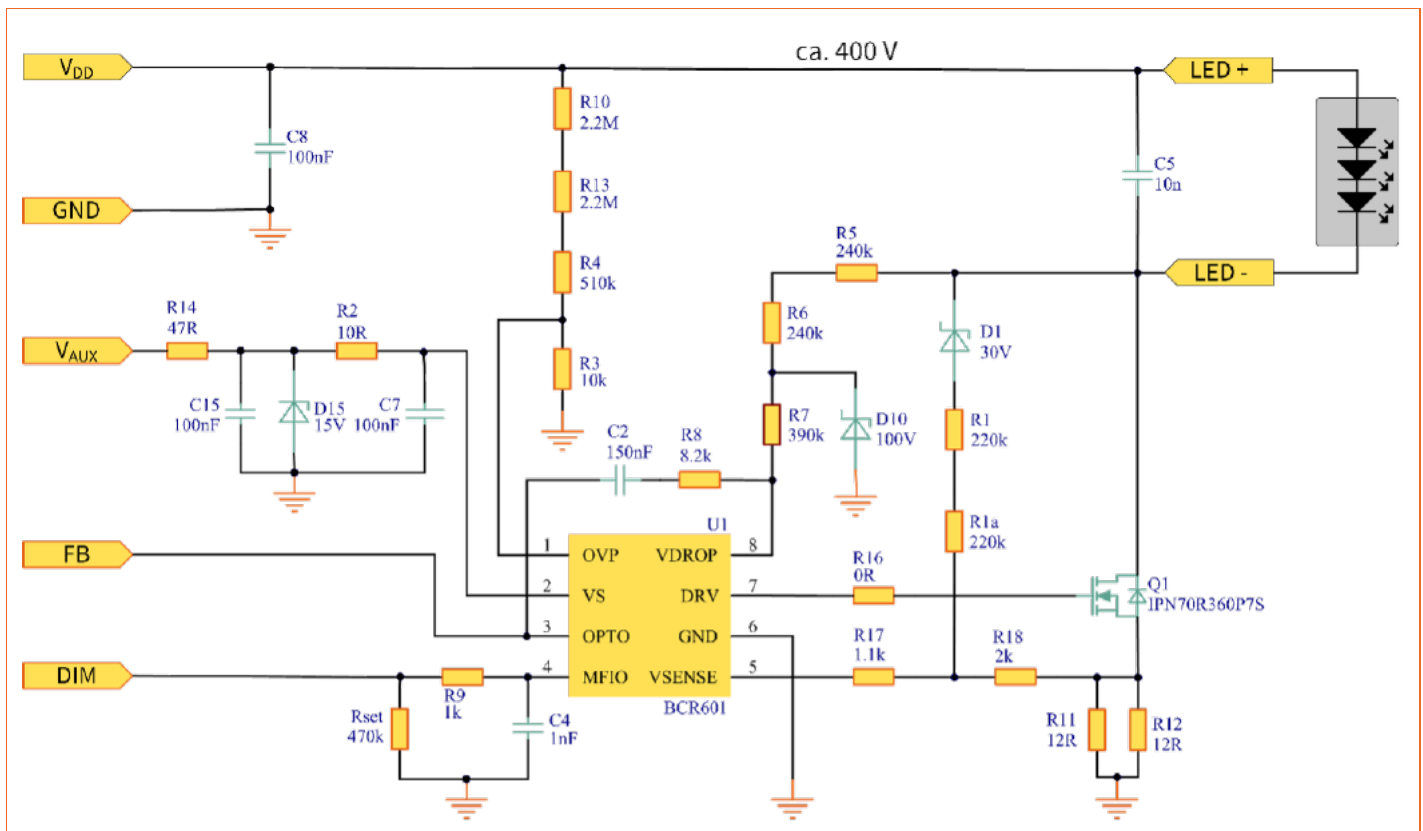 ca. 400 V
VDD
LED +
R10
2.2M
C8
100nF
C5
10n
R13
2.2M
GND
R5
240k
R4
510k
LED -
R14
47R
R2
10R
R6
240k
D1
30V
VAUX
R3
10k
C15
100nF
D15
15V
C7
100nF
R7
390k
D10
100V
R1
220k
C2
150nF
R8
8.2k
R1a
220k
U1
FB
1
OVP
VDROP
8
R16
0R
Q1
IPN70R360P7S
2
VS
DRV
7
3
OPTO
GND
6
R17
1.1k
R18
2k
DIM
4
MFIO
VSENSE
5
R9
1k
BCR601
Rset
470k
C4
1nF
R11
12R
R12
12R